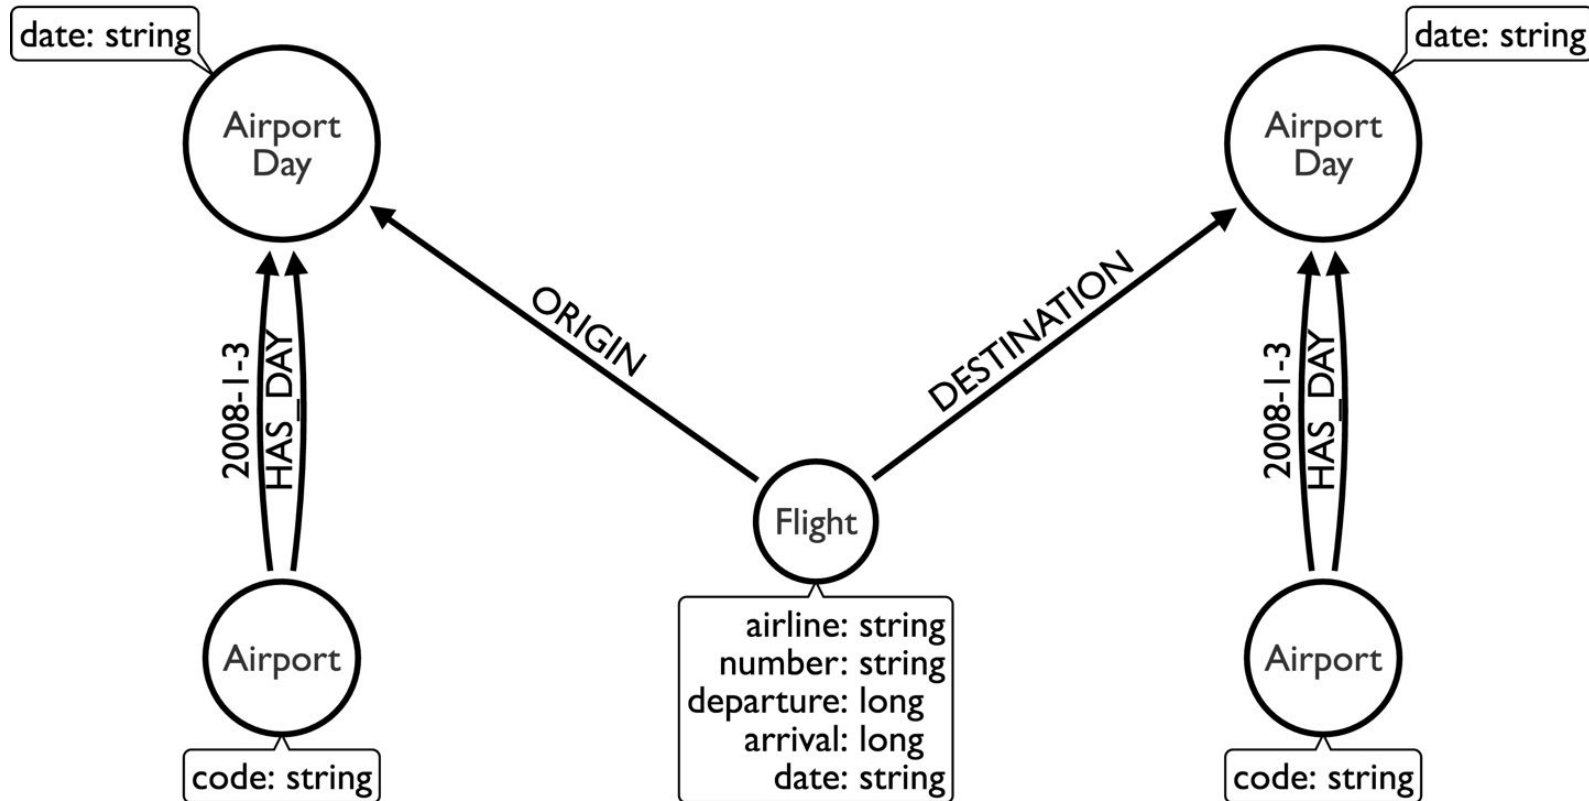 date: string
date: string
Airport
Day
Airport
Day
ORIGIN
DESTINATION
2008-1-3
HAS_DAY
2008-1-3
HAS_DAY
Flight
airline: string
number: string
departure: long
arrival: long
date: string
Airport
code: string
Airport
code: string